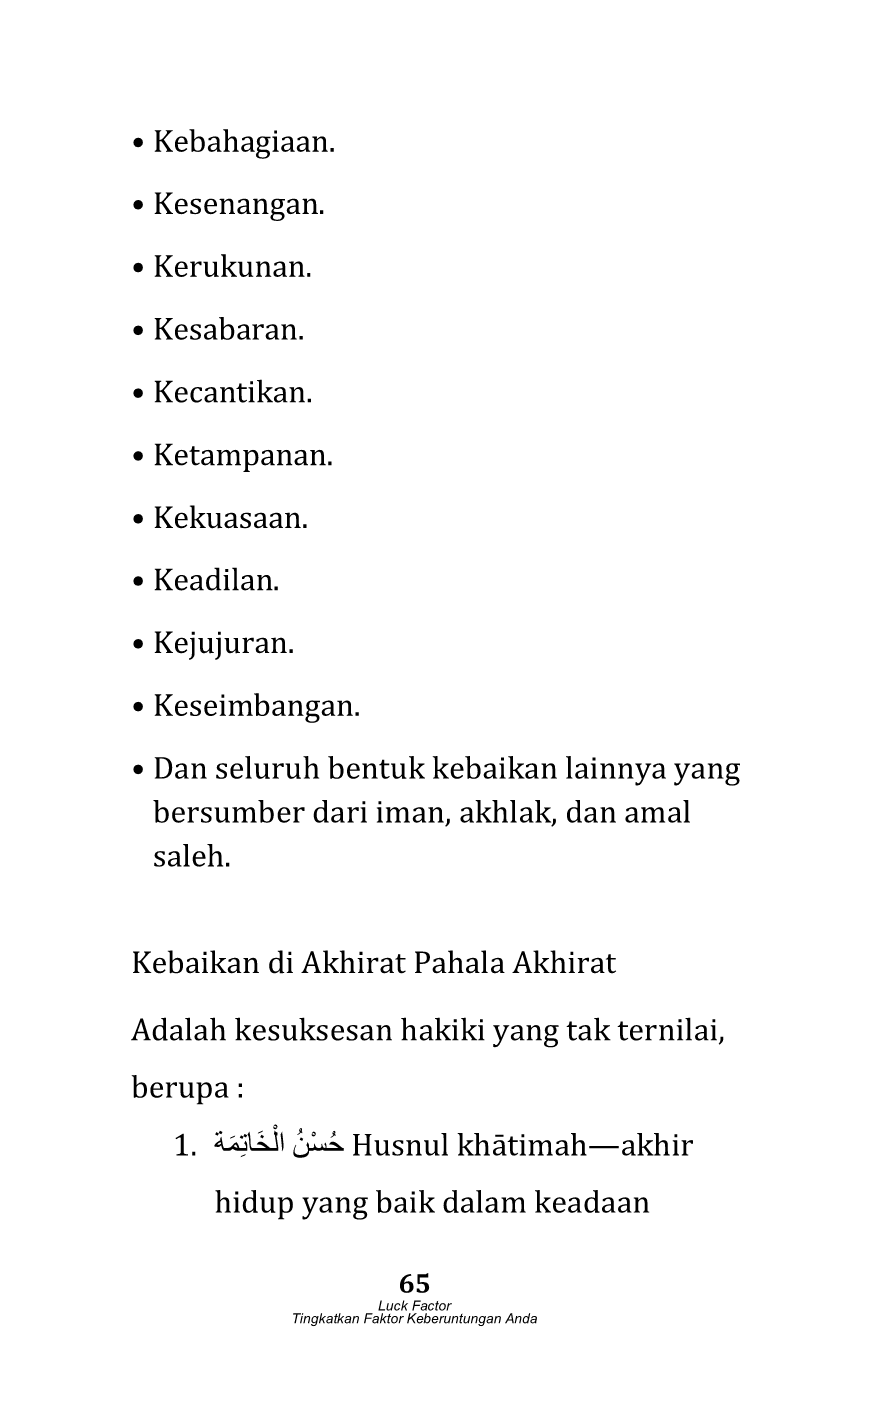 • Kebahagiaan.
• Kesenangan.
• Kerukunan.
• Kesabaran.
• Kecantikan.
• Ketampanan.
• Kekuasaan.
• Keadilan.
• Kejujuran.
• Keseimbangan.
• Dan seluruh bentuk kebaikan lainnya yang
bersumber dari iman, akhlak, dan amal
saleh.
Kebaikan di Akhirat Pahala Akhirat
Adalah kesuksesan hakiki yang tak ternilai,
berupa :
1. حُسْنُ الْخَاتِمَة Husnul khātimah—akhir
hidup yang baik dalam keadaan
65
Luck Factor
Tingkatkan Faktor Keberuntungan Anda